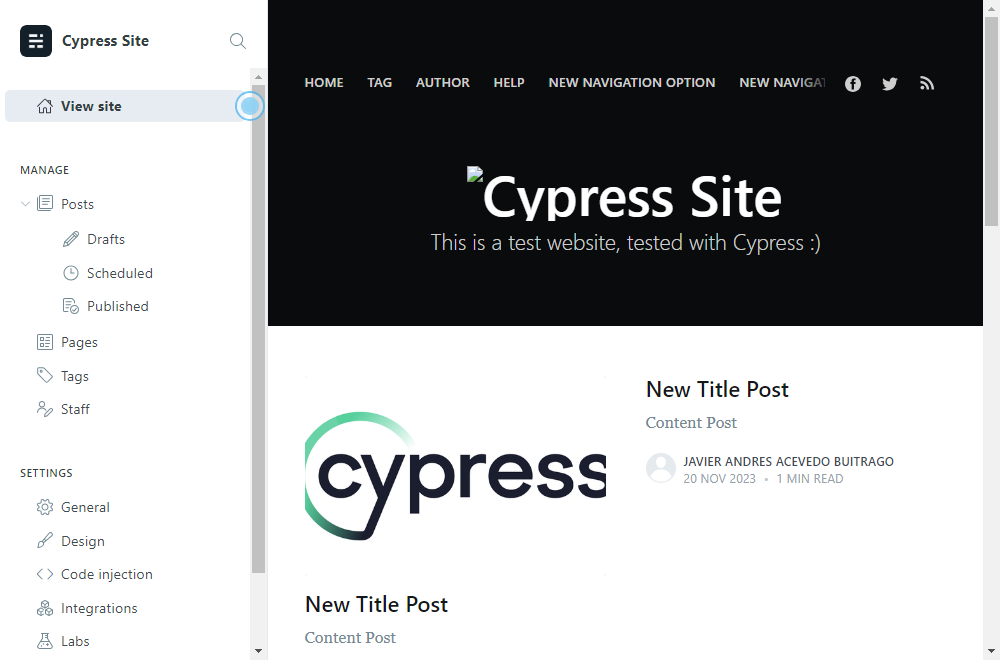 Cypress Site
View site
MANAGE
Posts
Drafts
Scheduled
Published
Pages
Tags
Staff
SETTINGS
General
Design
Code injection
Integrations
Labs
HOME TAG AUTHOR HELP NEW NAVIGATION OPTION NEW
Cypress Site
This is a test website, tested with Cypress :)
cypress
New Title Post
Content Post
New Title Post
Content Post
JAVIER ANDRES ACEVEDO BUITRAGO
20 NOV 2023 • 1 MIN READ